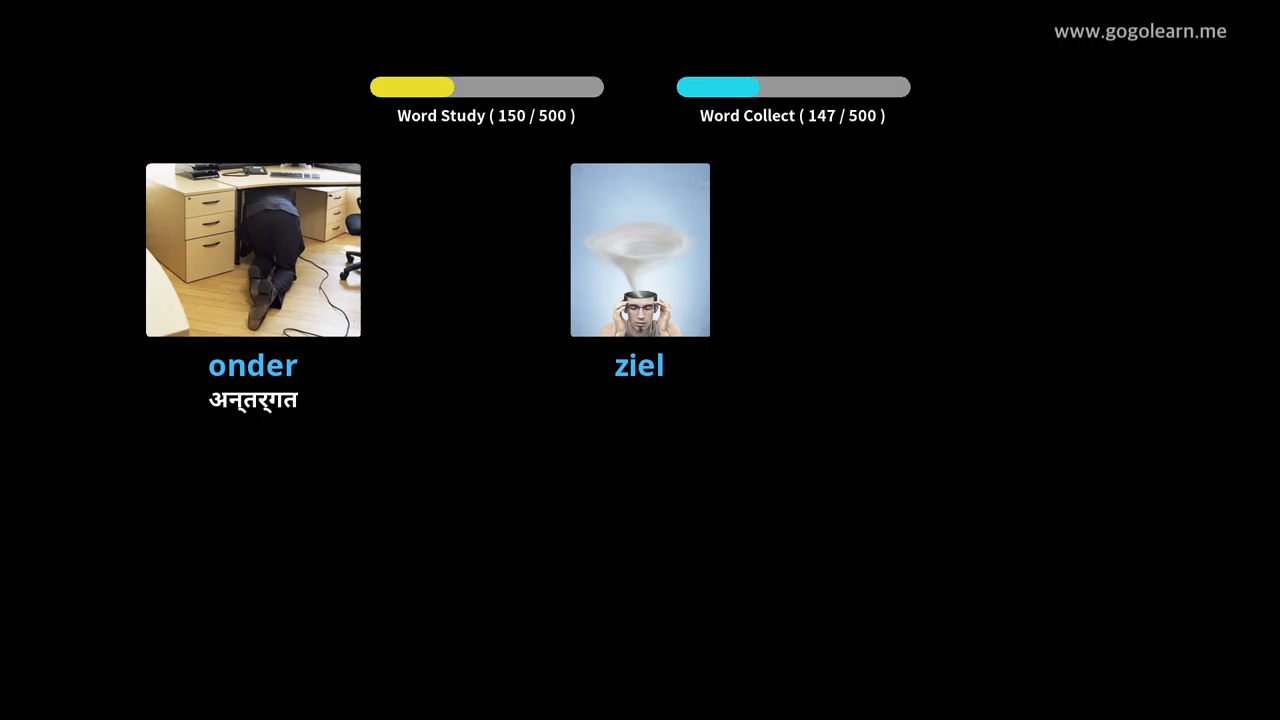 www.gogolearn.me
Word Study ( 150 / 500 )
Word Collect ( 147 / 500 )
onder
ziel
अन्तर्गत